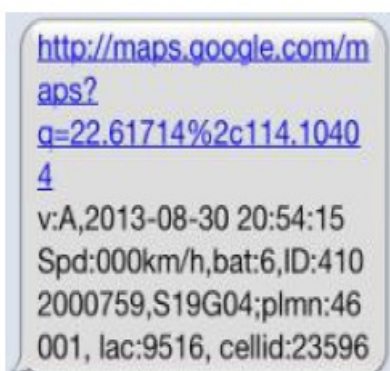 http://maps.google.com/m
aps?
q=22.61714%2c114.1040
4
v:A,2013-08-30 20:54:15
Spd:000km/h,bat:6,ID:410
2000759,S19G04;plmn:46
001, lac:9516, cellid:23596